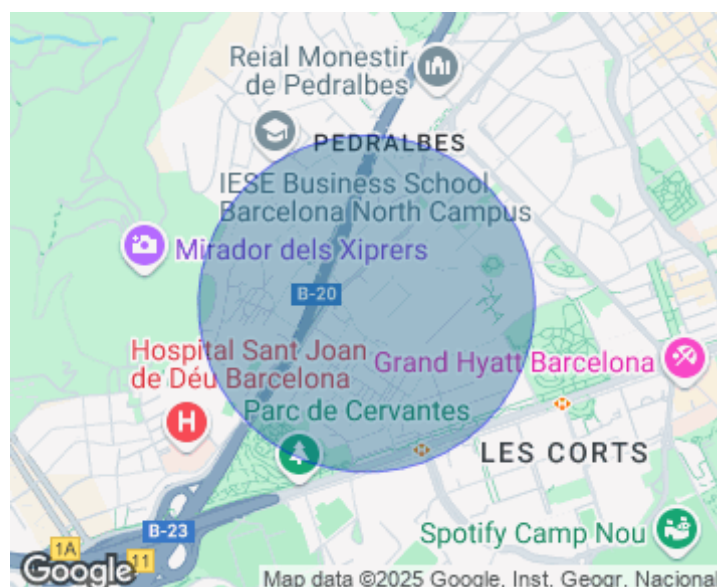 Reial Monestir
de Pedralbes
PEDRALBES
IESE Business School
Barcelona North Campus
Mirador dels Xiprers
B-20
Hospital Sant Joan
de Déu Barcelona
Grand Hyatt Barcelona
H
Parc de Cervantes
LES CORTS
B-23
Spotify Camp Nou
1A
11
Google
Map data ©2025 Google, Inst. Geogr. Nacional